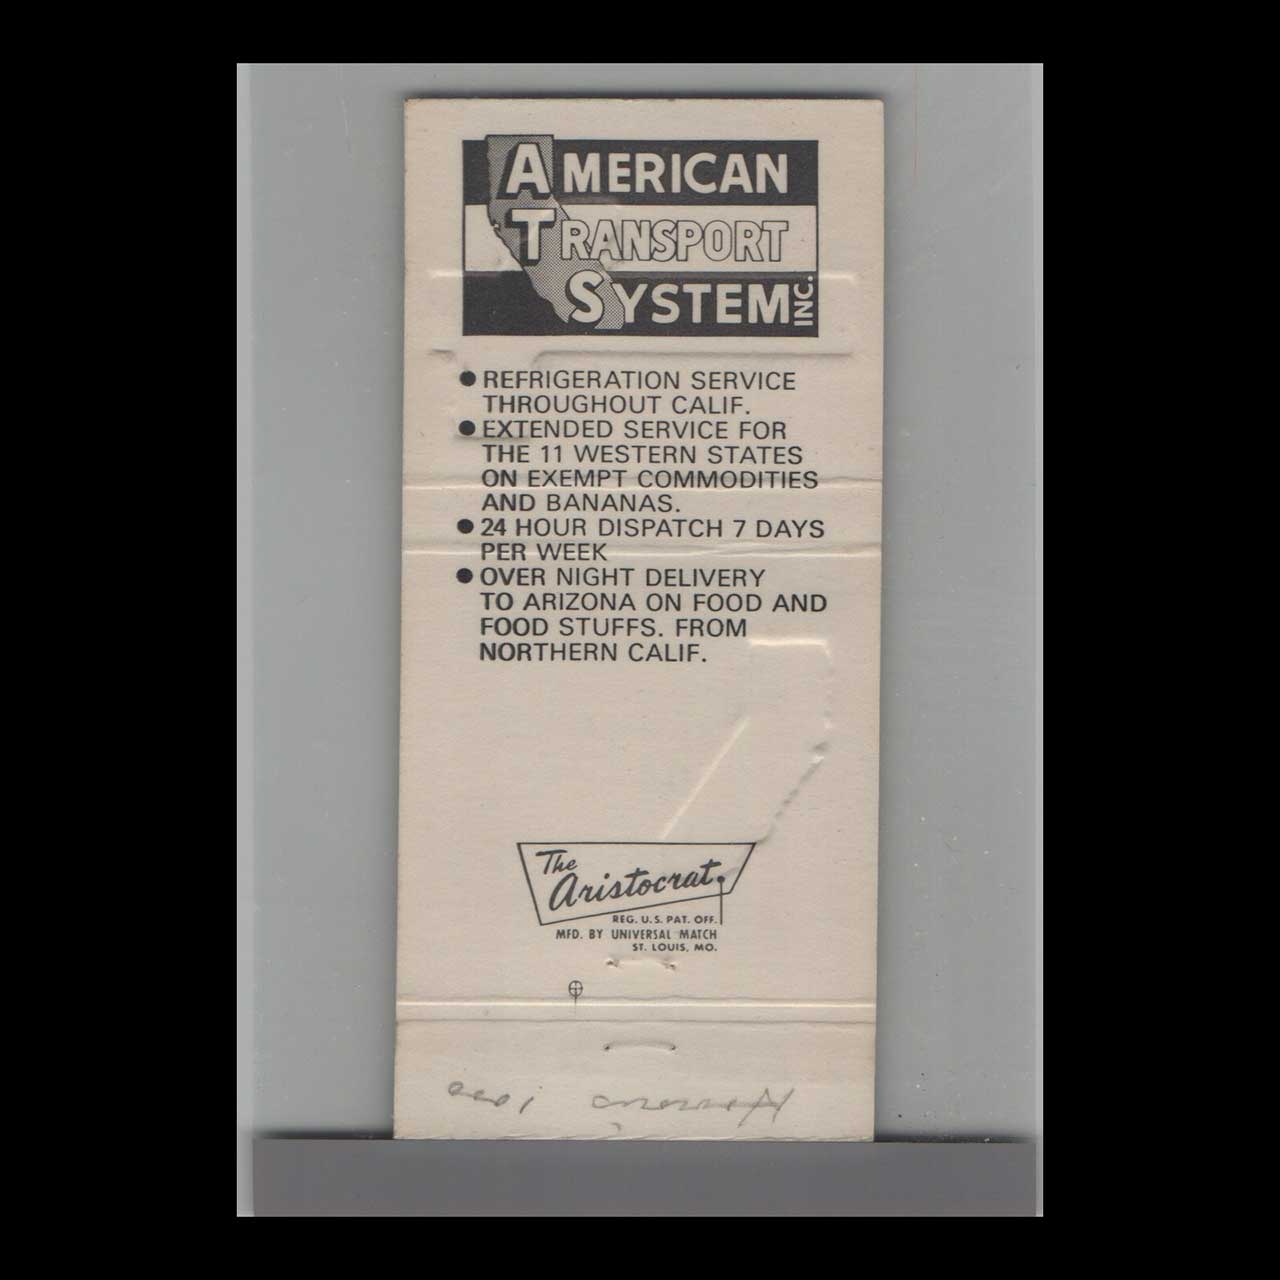 AMERICAN
TRANSPORT
SYSTEM INC.
● REFRIGERATION SERVICE
THROUGHOUT CALIF.
● EXTENDED SERVICE FOR
THE 11 WESTERN STATES
ON EXEMPT COMMODITIES
AND BANANAS.
● 24 HOUR DISPATCH 7 DAYS
PER WEEK
● OVER NIGHT DELIVERY
TO ARIZONA ON FOOD AND
FOOD STUFFS. FROM
NORTHERN CALIF.
The
Aristocrat
REG. U.S. PAT. OFF.
MFD. BY UNIVERSAL MATCH
ST. LOUIS, MO.